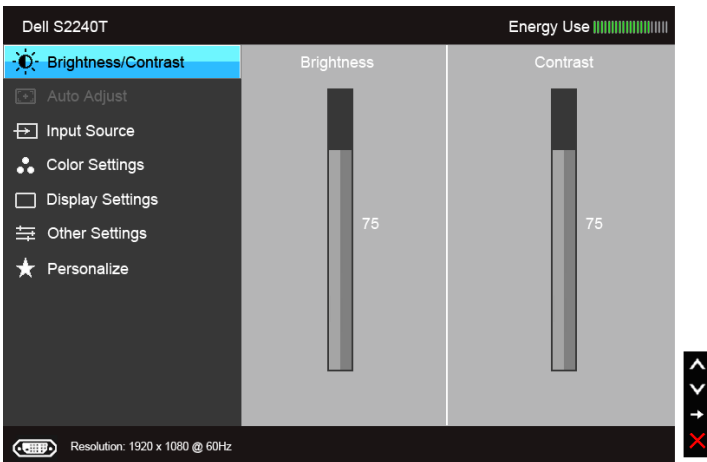 Dell S2240T
Energy Use
Brightness/Contrast
Auto Adjust
Input Source
Color Settings
Display Settings
Other Settings
Personalize
Brightness
75
Contrast
75
Resolution: 1920 x 1080 @ 60Hz